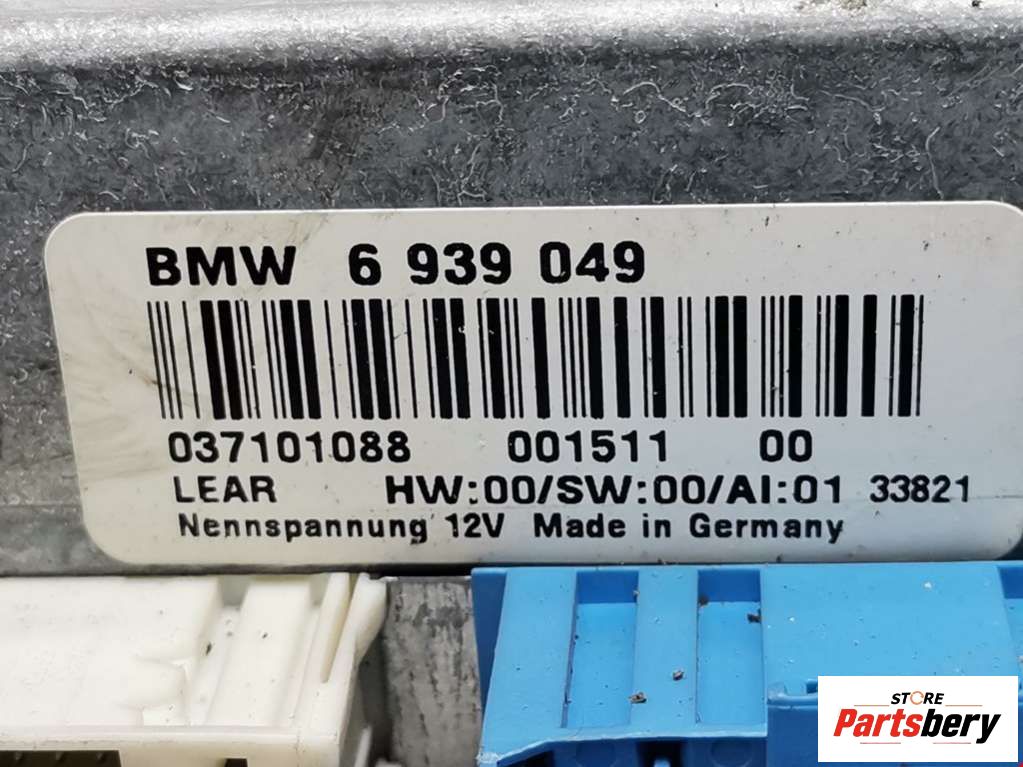 BMW 6 939 049
037101088 001511 00
LEAR HW:00/SW:00/AI:01 33821
Nennspannung 12V Made in Germany
STORE
Partsbery